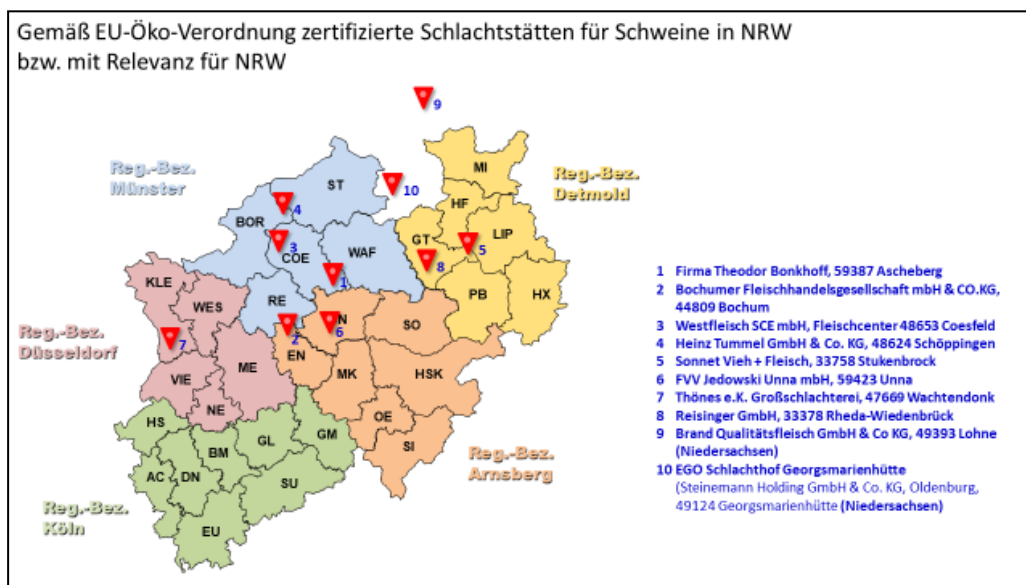 Gemäß EU-Öko-Verordnung zertifizierte Schlachtstätten für Schweine in NRW
bzw. mit Relevanz für NRW
9
Reg.-Bez.
Münster
ST
10
MI
Reg.-Bez.
Detmold
4
HF
BOR
3
COE
WAF
GT
5
LIP
8
1
KLE
RE
PB
HX
WES
Reg.-Bez.
Düsseldorf
7
2
N
6
SO
EN
ME
VIE
MK
HSK
NE
HS
OE
GM
GL
BM
SI
AC
DN
SU
Reg.-Bez.
Arnsberg
Reg.-Bez.
Köln
EU
1 Firma Theodor Bonkhoff, 59387 Ascheberg
2 Bochumer Fleischhandelsgesellschaft mbH & CO.KG,
44809 Bochum
3 Westfleisch SCE mbH, Fleischcenter 48653 Coesfeld
4 Heinz Tummel GmbH & Co. KG, 48624 Schöppingen
5 Sonnet Vieh + Fleisch, 33758 Stukenbrock
6 FVV Jedowski Unna mbH, 59423 Unna
7 Thönes e.K. Großschlachterei, 47669 Wachtendonk
8 Reisinger GmbH, 33378 Rheda-Wiedenbrück
9 Brand Qualitätsfleisch GmbH & Co KG, 49393 Lohne
(Niedersachsen)
10 EGO Schlachthof Georgsmarienhütte
(Steinemann Holding GmbH & Co. KG, Oldenburg,
49124 Georgsmarienhütte (Niedersachsen)